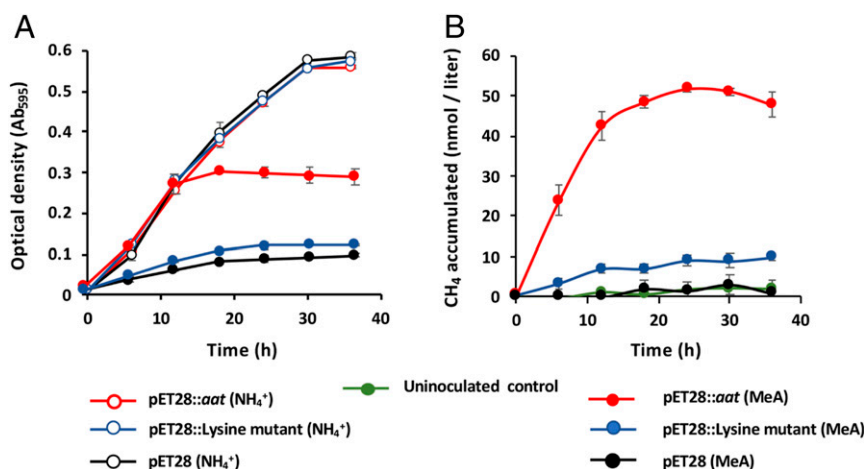 A
Optical density (Ab₅₉₅)
0.6
0.5
0.4
0.3
0.2
0.1
0
0 10 20 30 40
Time (h)
B
CH₄ accumulated (nmol / liter)
60
50
40
30
20
10
0
0 10 20 30 40
Time (h)
pET28::aat (NH₄⁺)
pET28::Lysine mutant (NH₄⁺)
pET28 (NH₄⁺)
Uninoculated control
pET28::aat (MeA)
pET28::Lysine mutant (MeA)
pET28 (MeA)